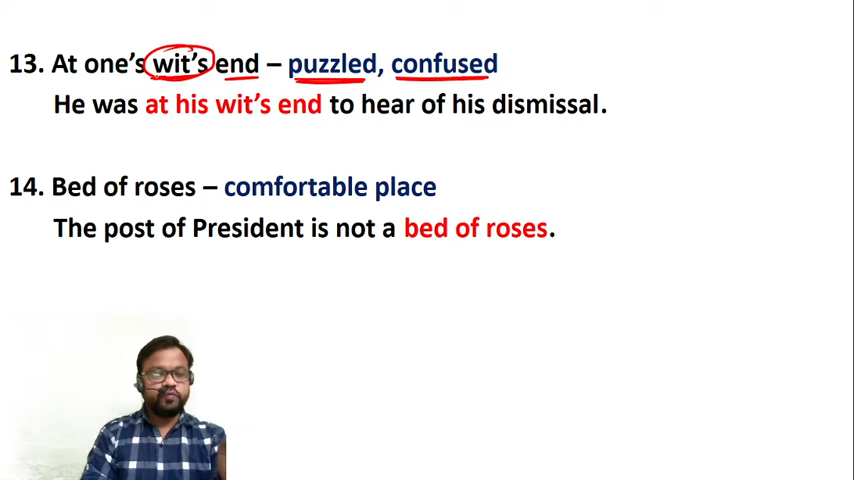 13. At one’s wit’s end – puzzled, confused
He was at his wit’s end to hear of his dismissal.
14. Bed of roses – comfortable place
The post of President is not a bed of roses.